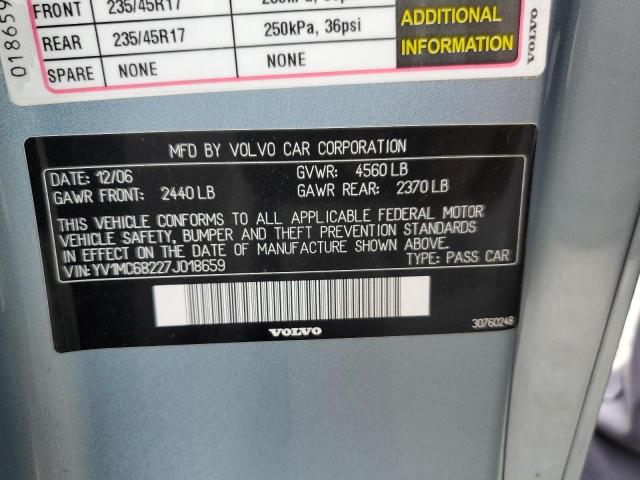 018659
FRONT 235/45R17
REAR 235/45R17 250kPa, 36psi
SPARE NONE NONE
ADDITIONAL
INFORMATION
VOLVO
MFD BY VOLVO CAR CORPORATION
DATE: 12/06 GVWR: 4560 LB
GAWR FRONT: 2440 LB GAWR REAR: 2370 LB
THIS VEHICLE CONFORMS TO ALL APPLICABLE FEDERAL MOTOR
VEHICLE SAFETY, BUMPER AND THEFT PREVENTION STANDARDS
IN EFFECT ON THE DATE OF MANUFACTURE SHOWN ABOVE.
VIN: YV1MC68227J018659 TYPE: PASS CAR
VOLVO
30760248